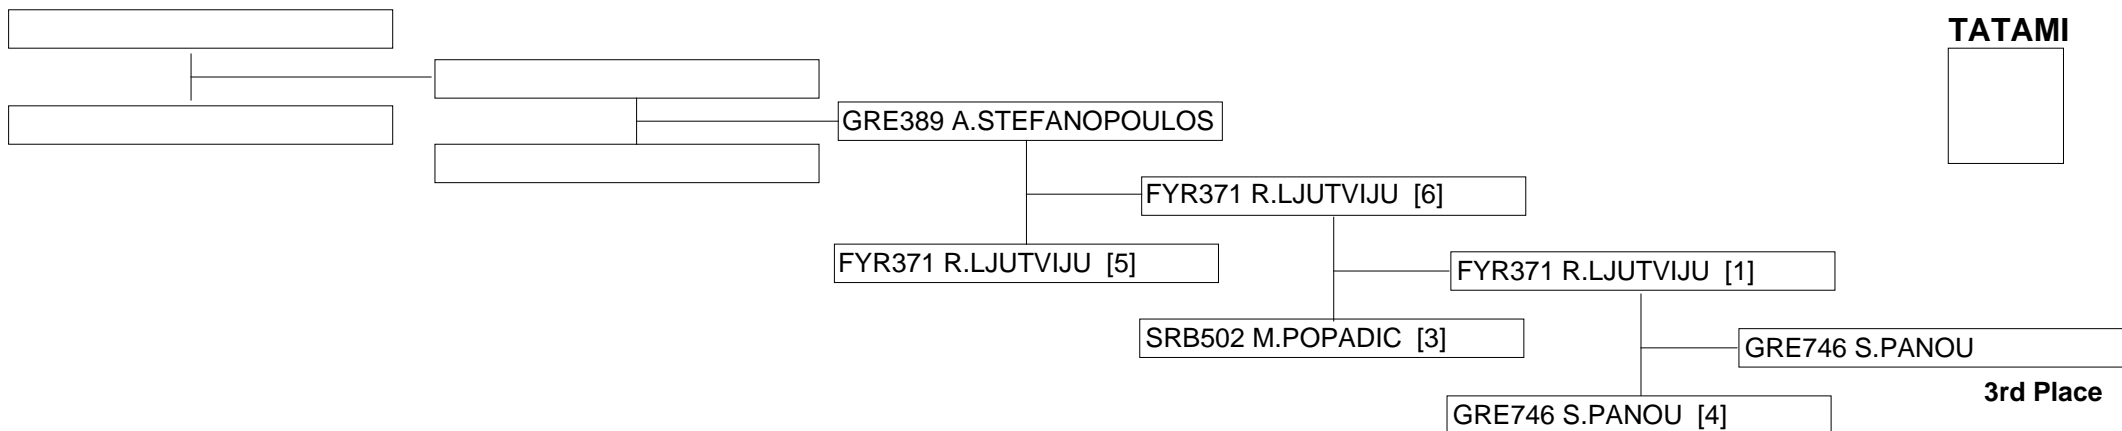 TATAMI
GRE389 A.STEFANOPOULOS
FYR371 R.LJUTVIJU [6]
FYR371 R.LJUTVIJU [5]
FYR371 R.LJUTVIJU [1]
SRB502 M.POPADIC [3]
GRE746 S.PANOU
3rd Place
GRE746 S.PANOU [4]